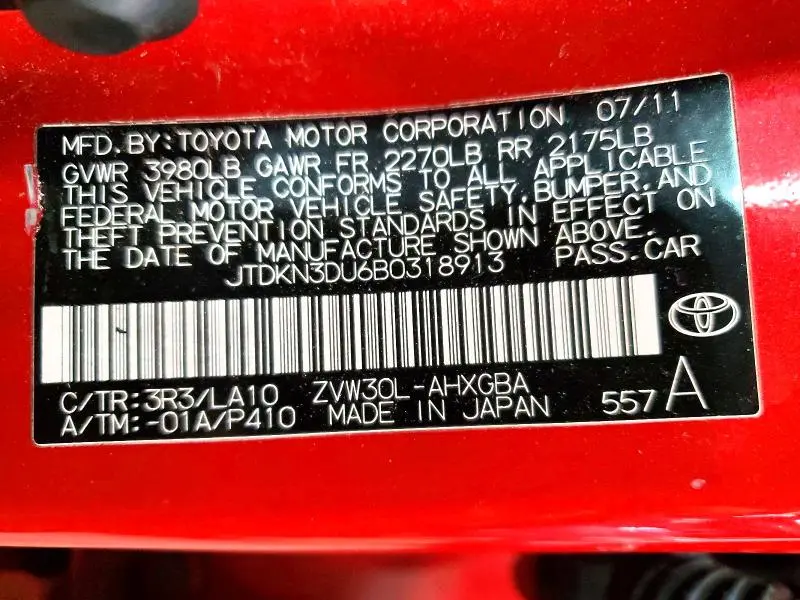 MFD. BY: TOYOTA MOTOR CORPORATION 07/11
GVWR 3980LB GAWR FR 2270LB RR 2175LB
THIS VEHICLE CONFORMS TO ALL APPLICABLE
FEDERAL MOTOR VEHICLE SAFETY, BUMPER, AND
THEFT PREVENTION STANDARDS IN EFFECT ON
THE DATE OF MANUFACTURE SHOWN ABOVE.
JTDKN3DU6B0318913 PASS. CAR
C/TR: 3R3/LA10 ZVW30L-AHXGBA
A/TM: -01A/P410 MADE IN JAPAN 557 A